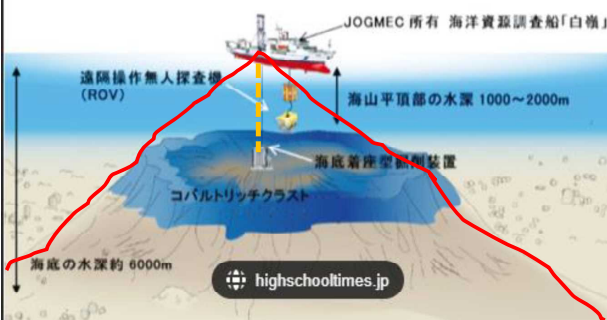 JOGMEC 所有 海洋資源調査船「白嶺」
遠隔操作無人探査機
(ROV)
海山平頂部の水深 1000~2000m
海底着座型掘削装置
コバルトリッチクラスト
海底の水深約 6000m
highschooltimes.jp